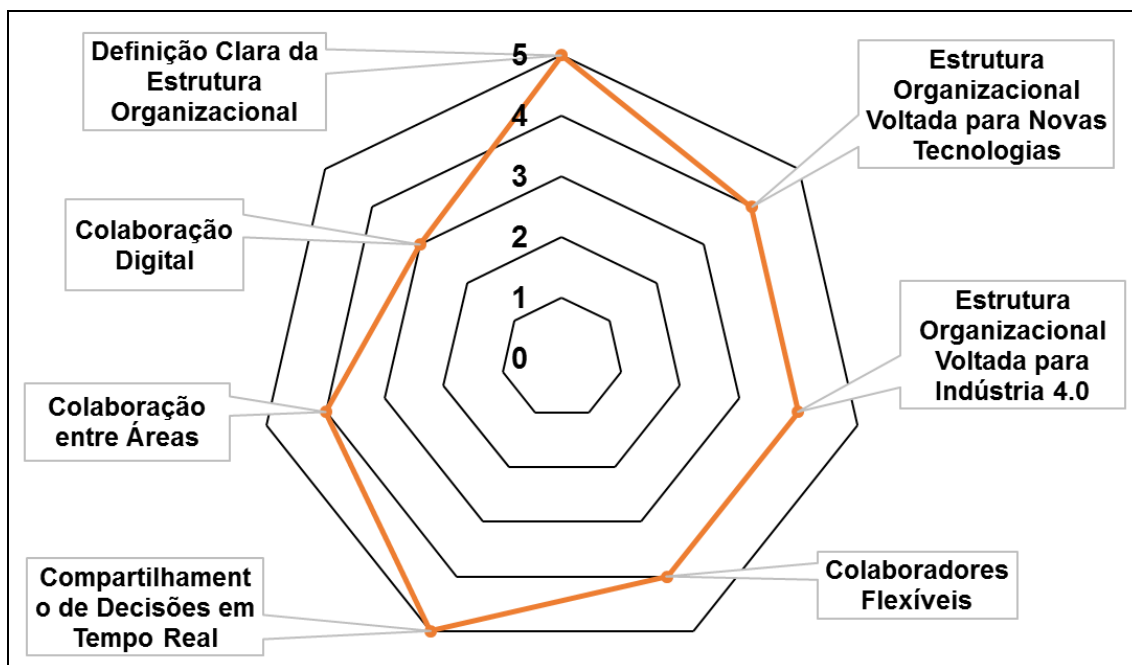 Definição Clara da
Estrutura
Organizacional
5
4
3
2
1
0
Estrutura
Organizacional
Voltada para Novas
Tecnologias
Colaboração
Digital
Estrutura
Organizacional
Voltada para
Indústria 4.0
Colaboração
entre Áreas
Colaboradores
Flexíveis
Compartilhament
o de Decisões em
Tempo Real